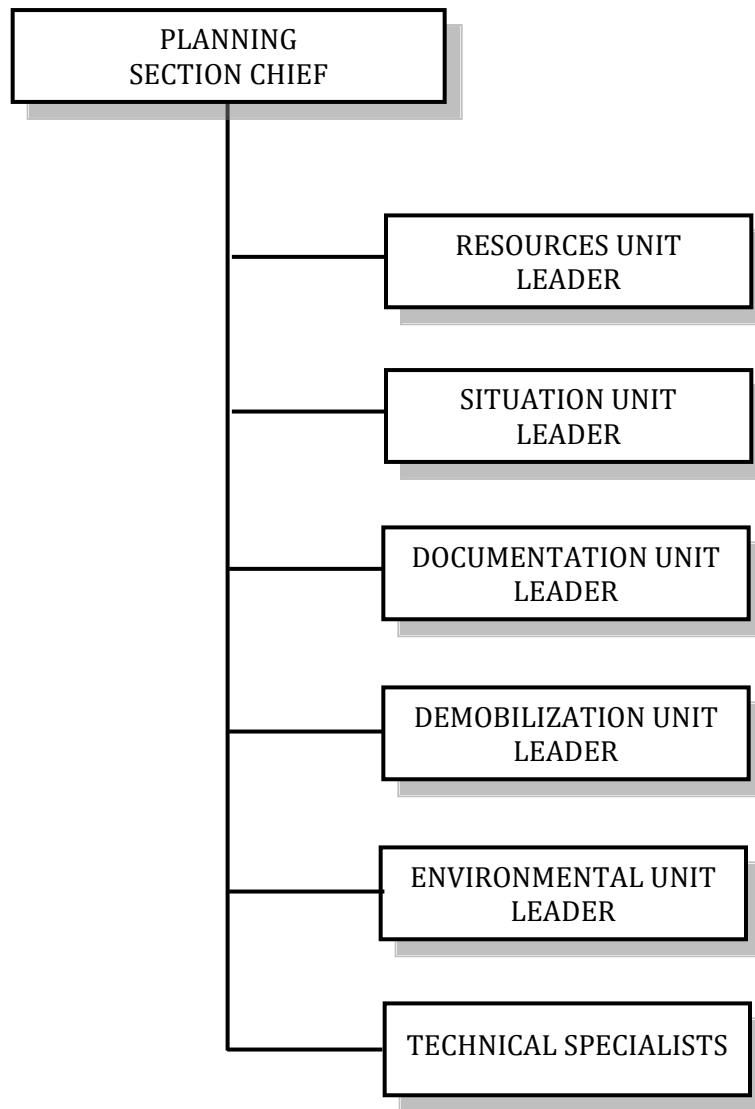 PLANNING
SECTION CHIEF
RESOURCES UNIT
LEADER
SITUATION UNIT
LEADER
DOCUMENTATION UNIT
LEADER
DEMOBILIZATION UNIT
LEADER
ENVIRONMENTAL UNIT
LEADER
TECHNICAL SPECIALISTS